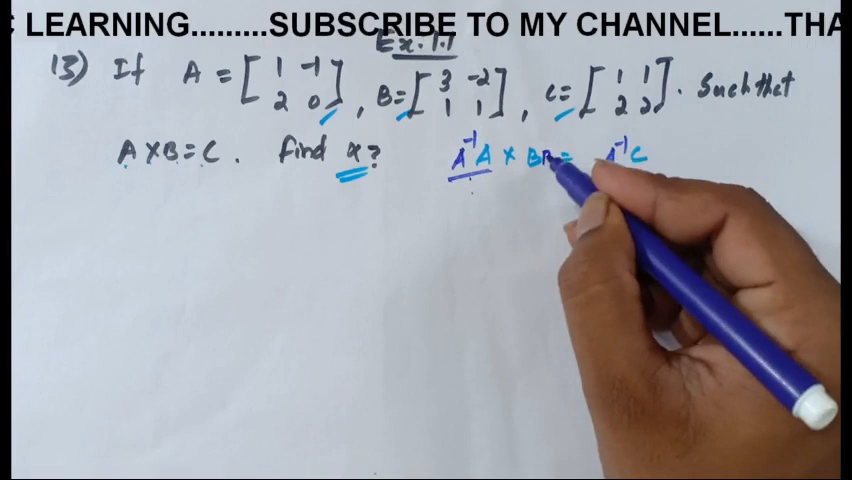 C LEARNING.........SUBSCRIBE TO MY CHANNEL......THA
Ex.1.1
13) If A = [ 1 -1 ], B= [ 3 -2 ], C= [ 1 1 ]. Such that
2 0 1 1 2 2
A X B = C. Find x? A⁻¹A X BB = A⁻¹C